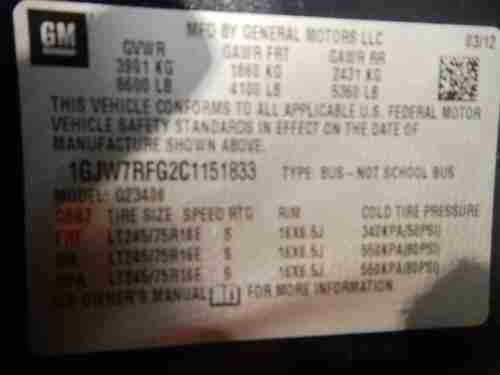 GM
MFD BY GENERAL MOTORS LLC
03/12
GVWR GAWR FRT GAWR RR
3901 KG 1860 KG 2431 KG
8600 LB 4100 LB 5360 LB
THIS VEHICLE CONFORMS TO ALL APPLICABLE U.S. FEDERAL MOTOR
VEHICLE SAFETY STANDARDS IN EFFECT ON THE DATE OF
MANUFACTURE SHOWN ABOVE.
1GJW7RFG2C1151833 TYPE: BUS-NOT SCHOOL BUS
MODEL:
TIRE SIZE SPEED RTG RIM COLD TIRE PRESSURE
FRT LT245/75R16E S 16X6.5J 340KPA(50PSI)
RR LT245/75R16E S 16X6.5J 550KPA(80PSI)
SPA LT245/75R16E S 16X6.5J 550KPA(80PSI)
SEE OWNER'S MANUAL FOR MORE INFORMATION